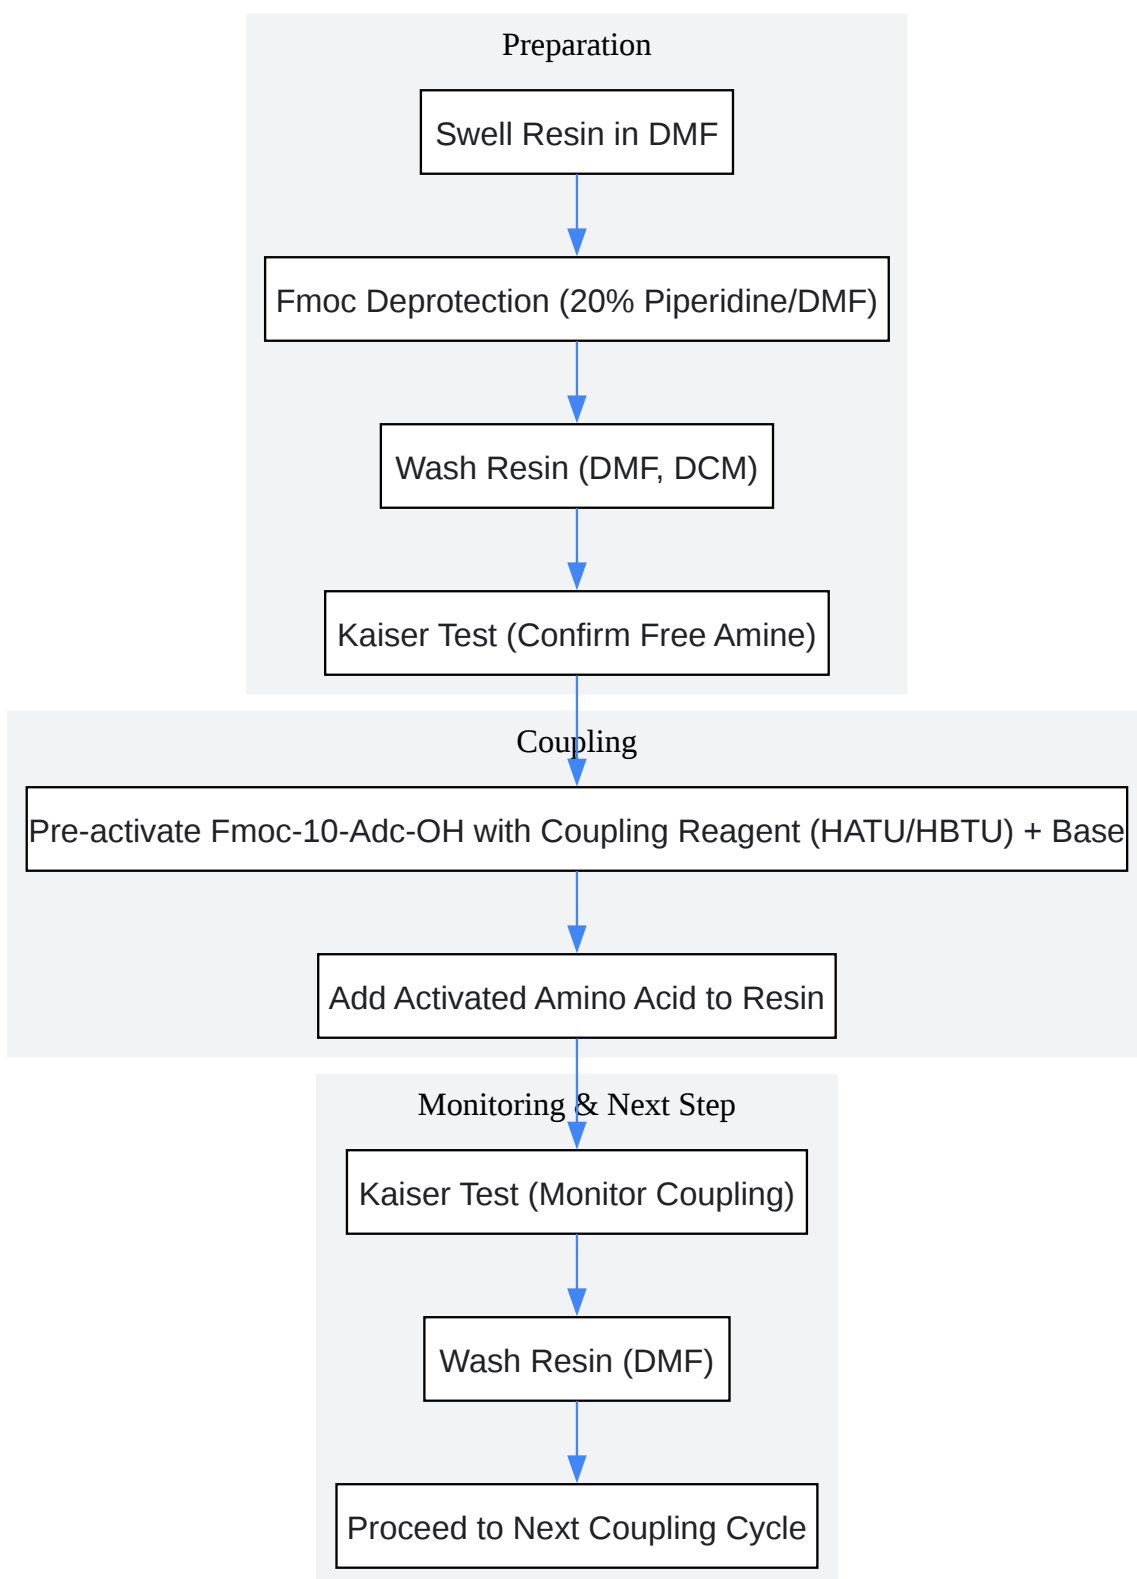 Preparation
Swell Resin in DMF
Fmoc Deprotection (20% Piperidine/DMF)
Wash Resin (DMF, DCM)
Kaiser Test (Confirm Free Amine)
Coupling
Pre-activate Fmoc-10-Adc-OH with Coupling Reagent (HATU/HBTU) + Base
Add Activated Amino Acid to Resin
Monitoring & Next Step
Kaiser Test (Monitor Coupling)
Wash Resin (DMF)
Proceed to Next Coupling Cycle